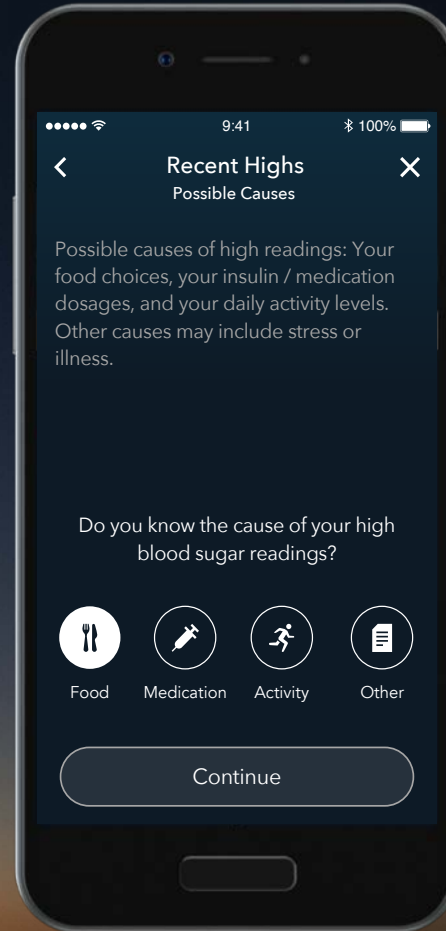 9:41
100%
Recent Highs
Possible Causes
Possible causes of high readings: Your
food choices, your insulin / medication
dosages, and your daily activity levels.
Other causes may include stress or
illness.
Do you know the cause of your high
blood sugar readings?
Food Medication Activity Other
Continue